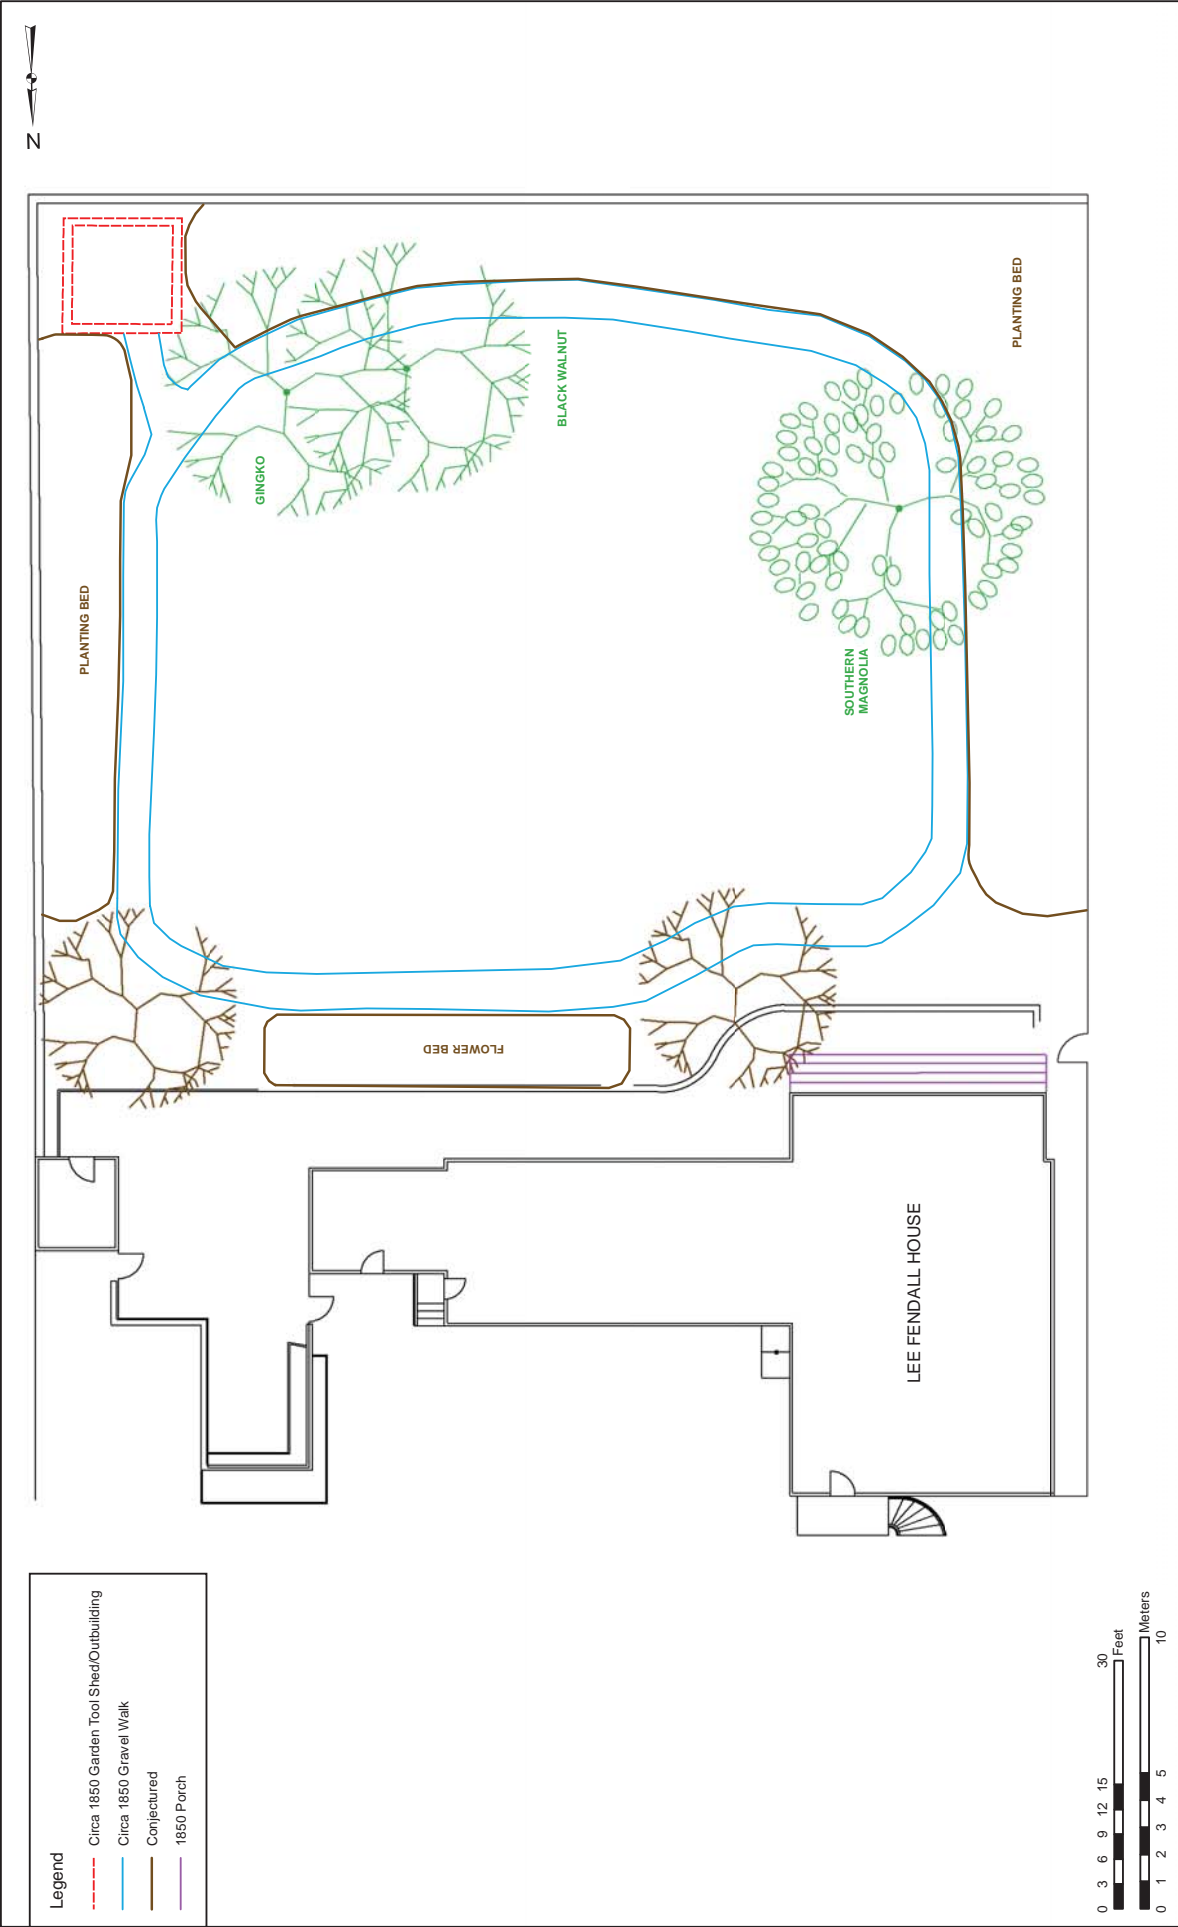 N
PLANTING BED
GINGKO
BLACK WALNUT
PLANTING BED
SOUTHERN
MAGNOLIA
FLOWER BED
LEE FENDALL HOUSE
Legend
Circa 1850 Garden Tool Shed/Outbuilding
Circa 1850 Gravel Walk
Conjectured
1850 Porch
0 3 6 9 12 15 30
Feet
Meters
0 1 2 3 4 5 10